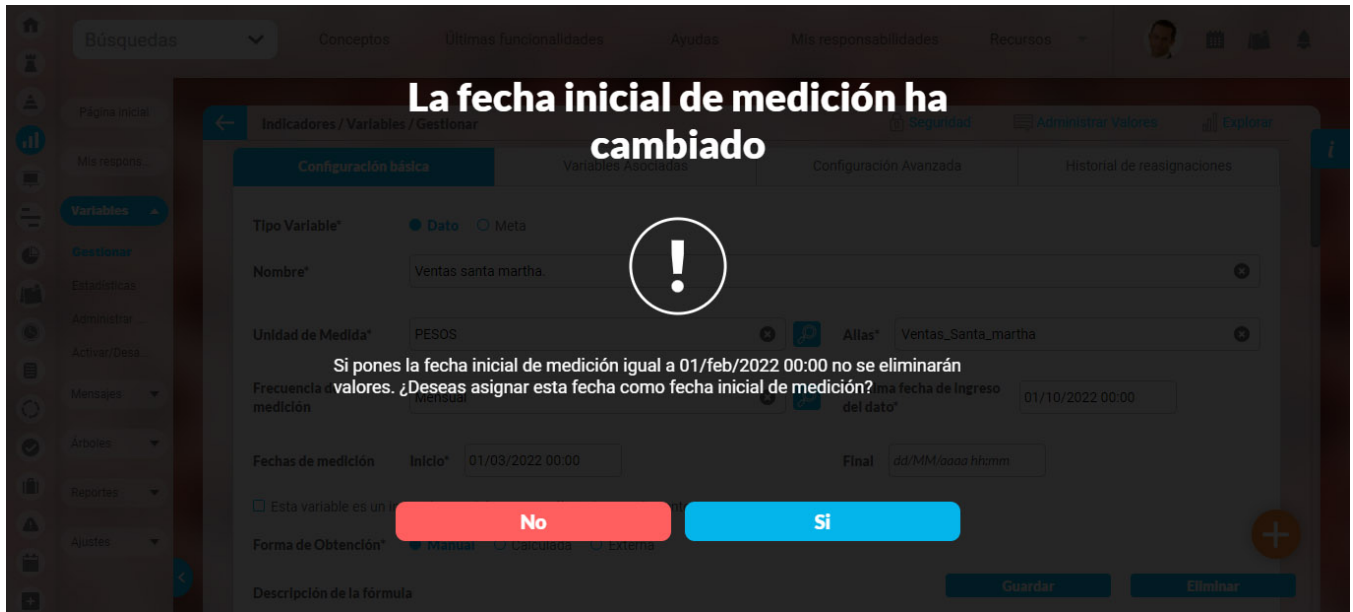 Búsquedas
Conceptos
Últimas funcionalidades
Ayudas
Mis responsabilidades
Recursos
La fecha inicial de medición ha
cambiado
Página inicial
Indicadores / Variables / Gestionar
Seguridad
Administrar Valores
Explorar
i
Mis respons...
Configuración básica
Variables Asociadas
Configuración Avanzada
Historial de reasignaciones
Variables
Tipo Variable*
Dato
Meta
Gestionar
!
Nombre*
Ventas santa martha.
Estadísticas
Administrar...
Unidad de Medida*
PESOS
Alias*
Ventas_Santa_martha
Activar/Desa...
Si pones la fecha inicial de medición igual a 01/feb/2022 00:00 no se eliminarán
valores. ¿Deseas asignar esta fecha como fecha inicial de medición?
Mensajes
Frecuencia
medición
Mensual
fecha de ingreso
del dato*
01/10/2022 00:00
Árboles
Fechas de medición
Inicio*
01/03/2022 00:00
Final
dd/MM/aaaa hh:mm
Reportes
Esta variable es un
No
Si
Ajustes
Forma de Obtención*
Manual
Calculada
Externa
Descripción de la fórmula
Guardar
Eliminar